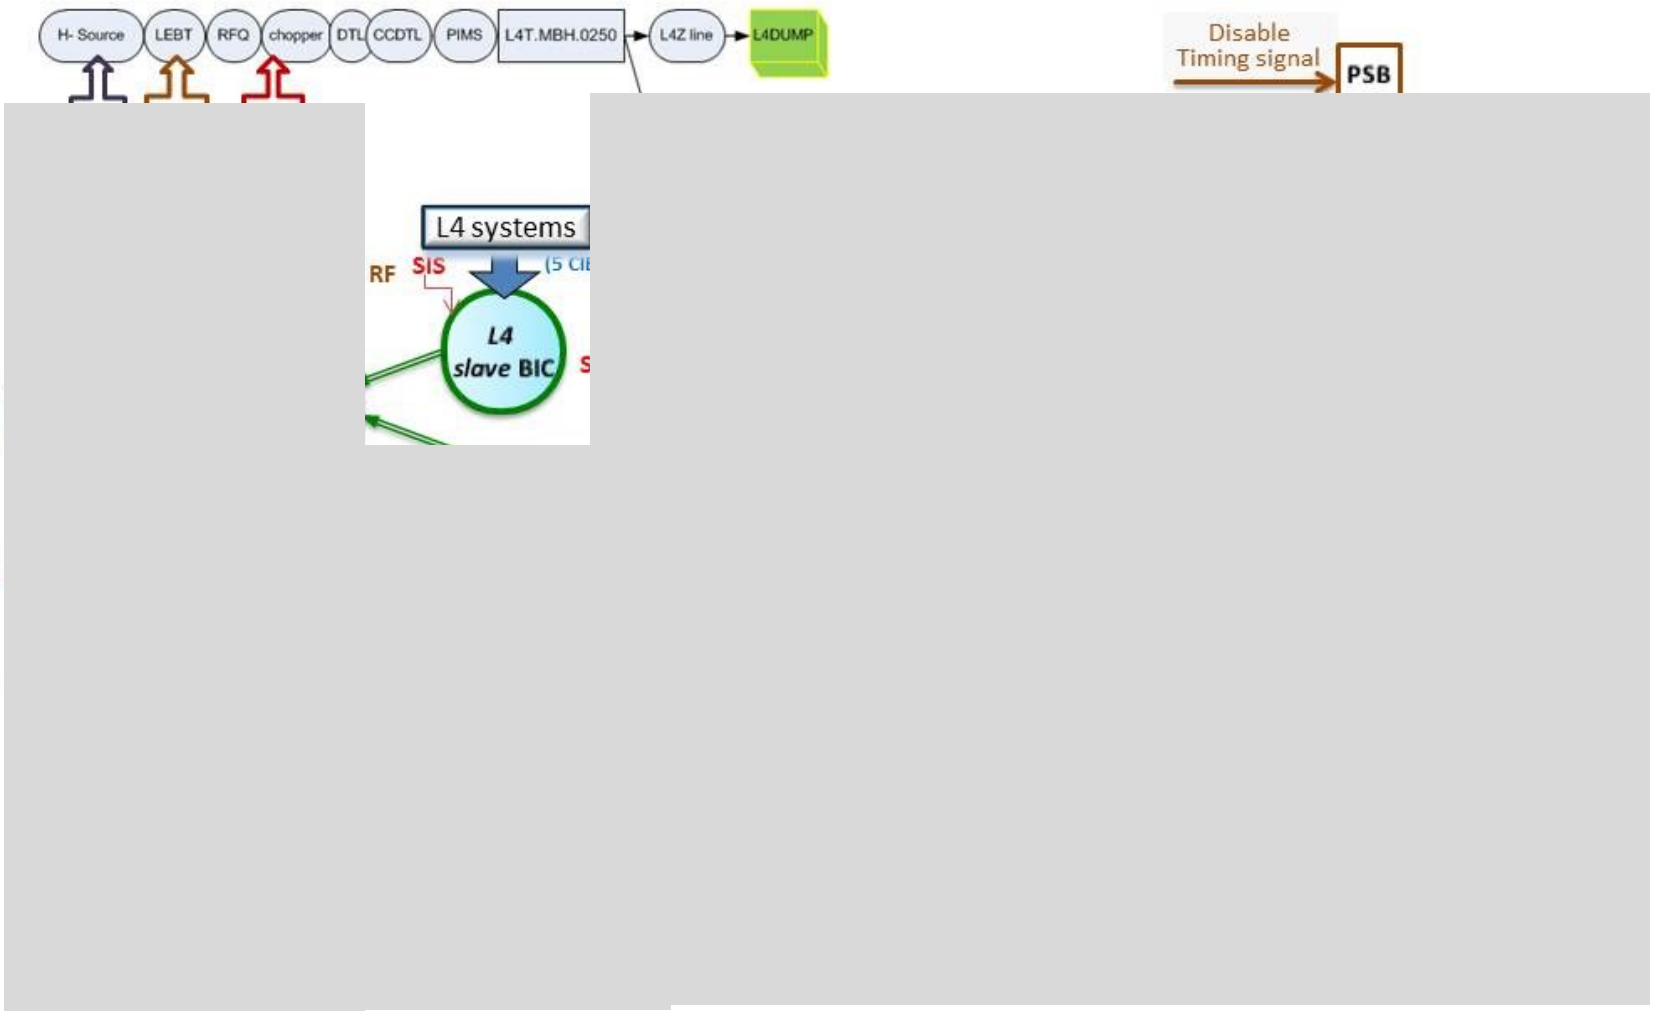 H- Source LEBT RFQ chopper DTL CCDTL PIMS L4T.MBH.0250 L4Z line L4DUMP
Disable
Timing signal
PSB
L4 systems
RF SIS (5
L4
slave BIC